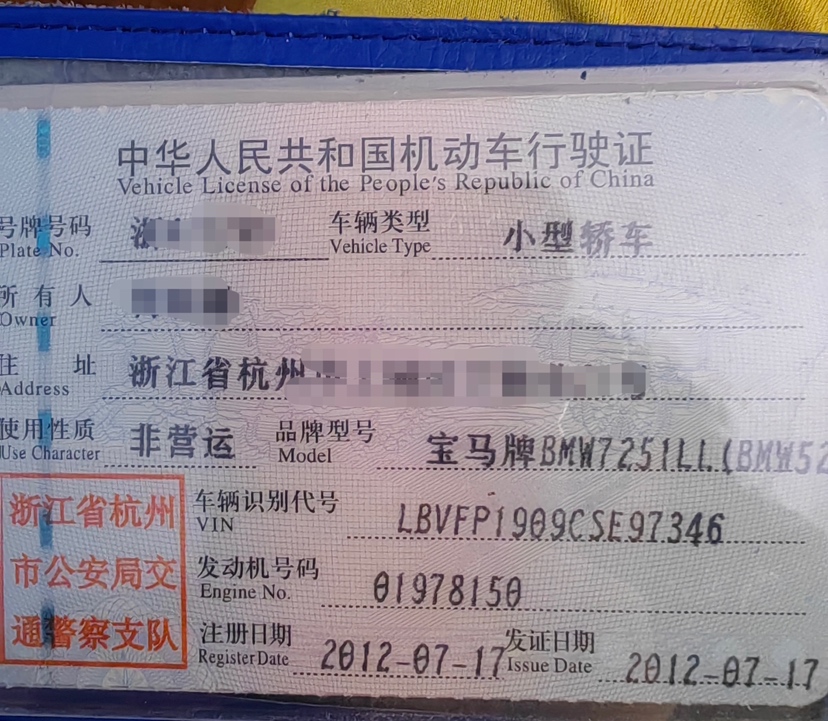 中华人民共和国机动车行驶证
Vehicle License of the People's Republic of China
号牌号码 车辆类型 小型轿车
Plate No. Vehicle Type
所有人
Owner
住址 浙江省杭州
Address
使用性质 非营运 品牌型号 宝马牌BMW7251LL(BMW52
Use Character Model
浙江省杭州 车辆识别代号 LBVFP1909CSE97346
VIN
市公安局交 发动机号码 01978150
Engine No.
通警察支队 注册日期 2012-07-17 发证日期 2012-07-17
Register Date Issue Date